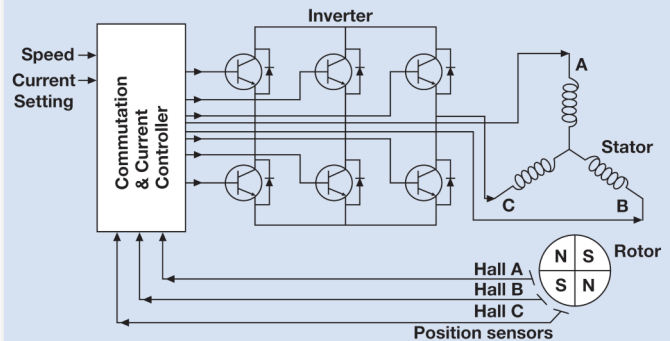 Inverter
Speed
Current
Setting
Commutation
& Current
Controller
A
Stator
C
B
N S
S N
Rotor
Hall A
Hall B
Hall C
Position sensors